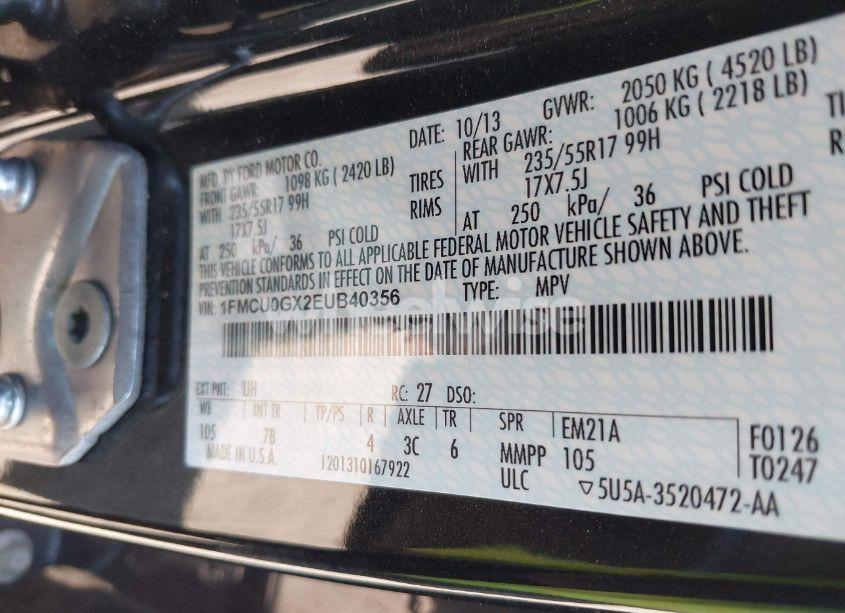 MFD. BY FORD MOTOR CO. DATE: 10/13 GVWR: 2050 KG ( 4520 LB)
FRONT GAWR: 1098 KG ( 2420 LB) REAR GAWR: 1006 KG ( 2218 LB)
WITH 235/55R17 99H TIRES WITH 235/55R17 99H
17X7.5J RIMS 17X7.5J
AT 250 kPa/ 36 PSI COLD AT 250 kPa/ 36 PSI COLD
THIS VEHICLE CONFORMS TO ALL APPLICABLE FEDERAL MOTOR VEHICLE SAFETY AND THEFT
PREVENTION STANDARDS IN EFFECT ON THE DATE OF MANUFACTURE SHOWN ABOVE.
VIN: 1FMCU0GX2EUB40356 TYPE: MPV
EXT PNT: UH RC: 27 DSO:
WB INT TR TP/PS R AXLE TR SPR EM21A F0126
105 7B 4 3C 6 MMPP 105 T0247
MADE IN U.S.A. 1201310167922 ULC ▽5U5A-3520472-AA